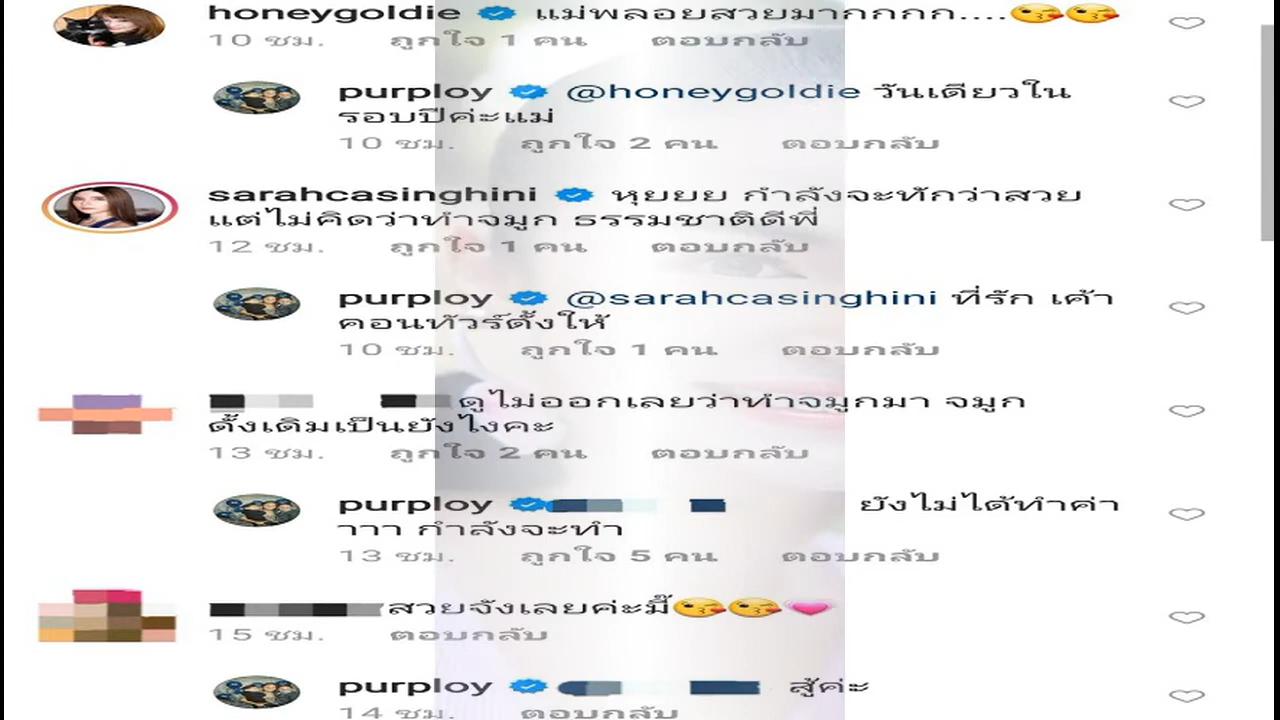 honeygoldie แม่พลอยสวยมากกกก....😘😘
10 ชม. ถูกใจ 1 คน ตอบกลับ
purploy @honeygoldie วันเดียวใน
รอบปีค่ะแม่
10 ชม. ถูกใจ 2 คน ตอบกลับ
sarahcasinghini หุยยย กำลังจะทักว่าสวย
แต่ไม่คิดว่าทำจมูก ธรรมชาติดีพี่
12 ชม. ถูกใจ 1 คน ตอบกลับ
purploy @sarahcasinghini ที่รัก เค้า
คอนทัวร์ดั้งให้
10 ชม. ถูกใจ 1 คน ตอบกลับ
ดูไม่ออกเลยว่าทำจมูกมา จมูก
ดั้งเดิมเป็นยังไงคะ
13 ชม. ถูกใจ 2 คน ตอบกลับ
purploy ยังไม่ได้ทำค่า
าาา กำลังจะทำ
13 ชม. ถูกใจ 5 คน ตอบกลับ
สวยจังเลยค่ะมี๊😘😘💗
15 ชม. ตอบกลับ
purploy สู้ค่ะ
14 ชม. ตอบกลับ